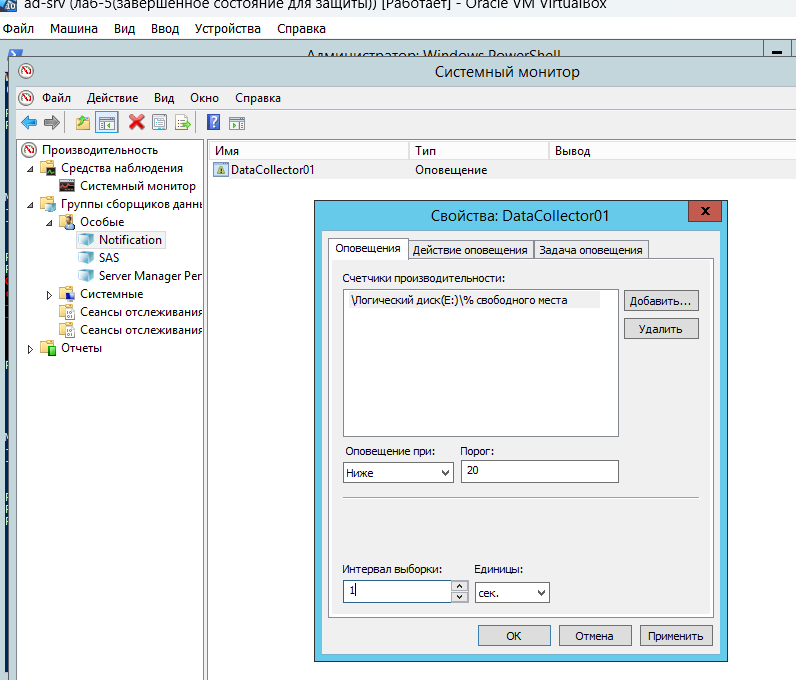 ad-srv (лаб-5(завершенное состояние для защиты)) [Работает] - Oracle VM VirtualBox
Файл Машина Вид Ввод Устройства Справка
Администратор: Windows PowerShell
Системный монитор
Файл Действие Вид Окно Справка
Производительность
Средства наблюдения
Системный монитор
Группы сборщиков данн
Особые
Notification
SAS
Server Manager Per
Системные
Сеансы отслеживания
Сеансы отслеживания
Отчеты
Имя Тип Вывод
DataCollector01 Оповещение
Свойства: DataCollector01
Оповещения Действие оповещения Задача оповещения
Счетчики производительности:
\Логический диск(E:)\% свободного места
Добавить...
Удалить
Оповещение при: Порог:
Ниже 20
Интервал выборки: Единицы:
1 сек.
ОК Отмена Применить